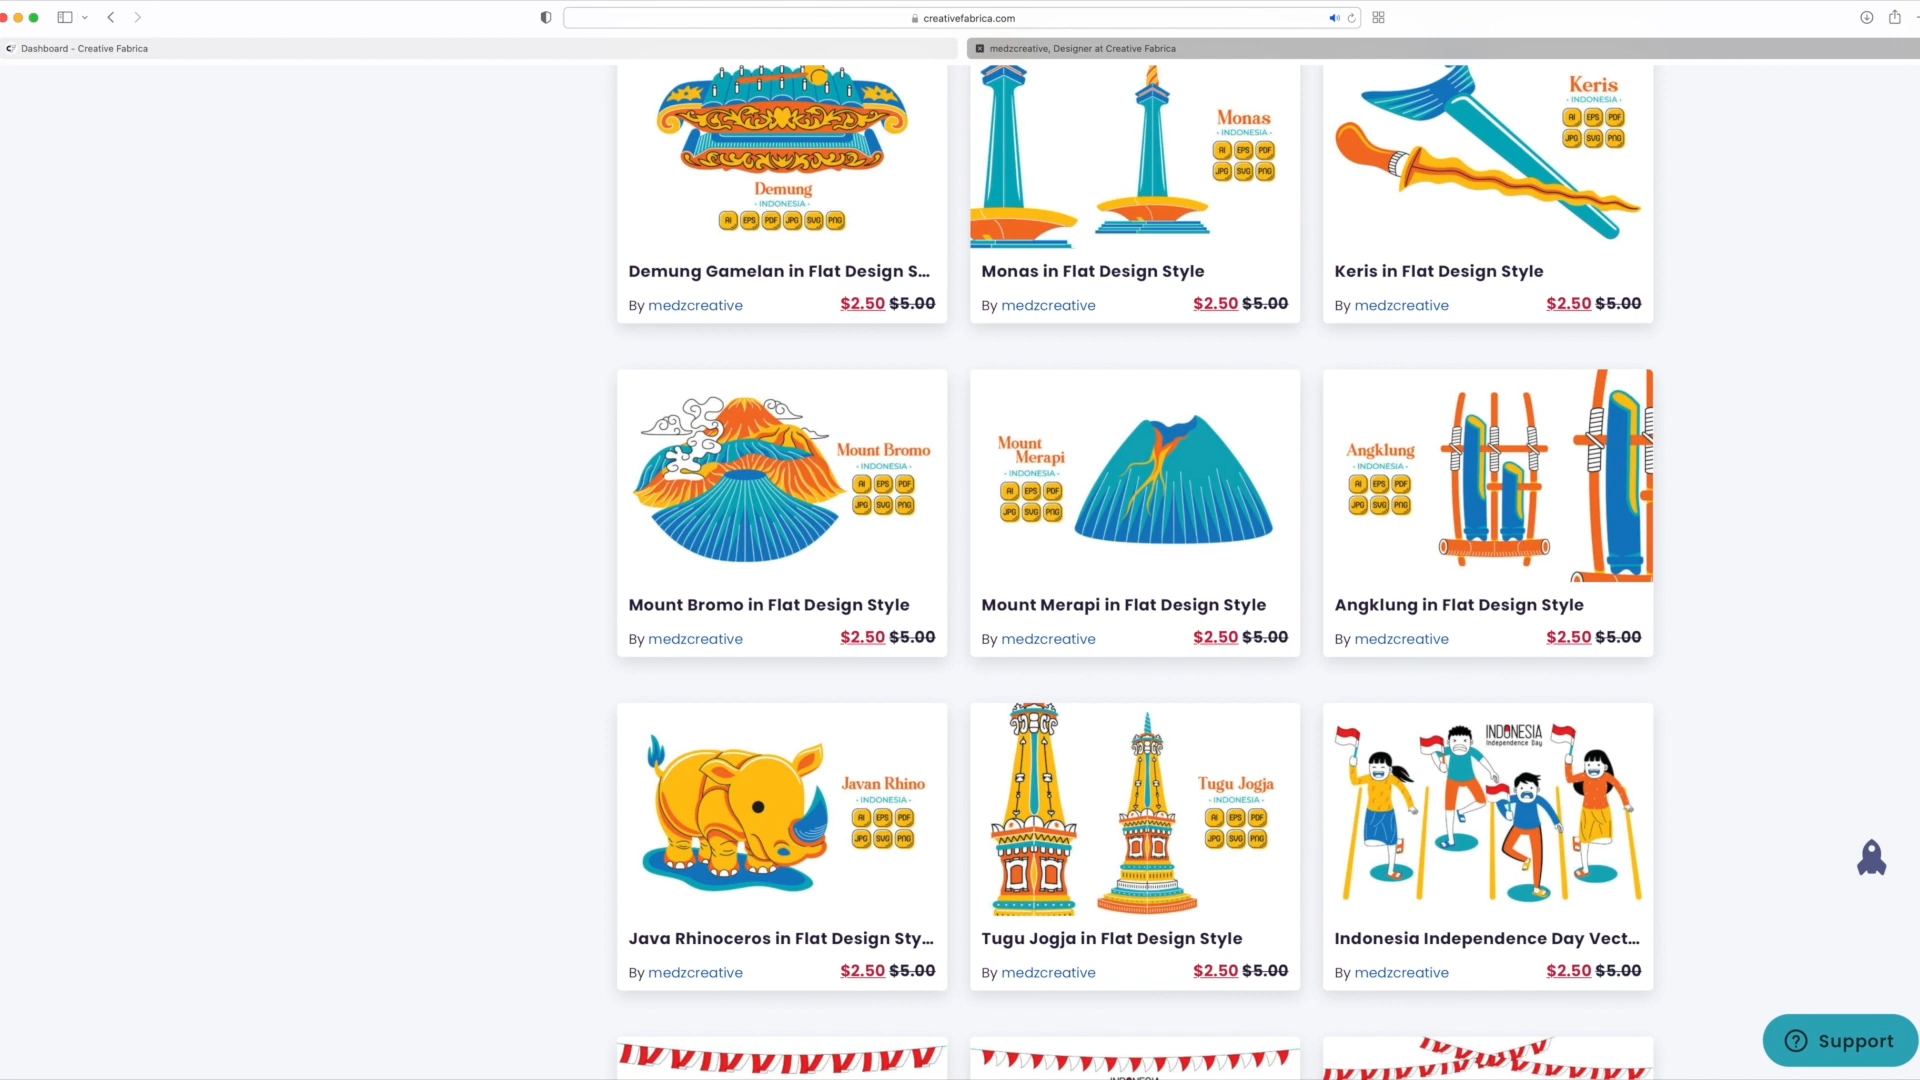 creativefabrica.com
Dashboard - Creative Fabrica
medzcreative, Designer at Creative Fabrica
Demung
• INDONESIA •
AI EPS PDF JPG SVG PNG
Demung Gamelan in Flat Design S...
By medzcreative $2.50 $5.00
Monas
• INDONESIA •
AI EPS PDF
JPG SVG PNG
Monas in Flat Design Style
By medzcreative $2.50 $5.00
Keris
• INDONESIA •
AI EPS PDF
JPG SVG PNG
Keris in Flat Design Style
By medzcreative $2.50 $5.00
Mount Bromo
• INDONESIA •
AI EPS PDF
JPG SVG PNG
Mount Bromo in Flat Design Style
By medzcreative $2.50 $5.00
Mount
Merapi
• INDONESIA •
AI EPS PDF
JPG SVG PNG
Mount Merapi in Flat Design Style
By medzcreative $2.50 $5.00
Angklung
• INDONESIA •
AI EPS PDF
JPG SVG PNG
Angklung in Flat Design Style
By medzcreative $2.50 $5.00
Javan Rhino
• INDONESIA •
AI EPS PDF
JPG SVG PNG
Java Rhinoceros in Flat Design Sty...
By medzcreative $2.50 $5.00
Tugu Jogja
• INDONESIA •
AI EPS PDF
JPG SVG PNG
Tugu Jogja in Flat Design Style
By medzcreative $2.50 $5.00
INDONESIA
Independence Day
Indonesia Independence Day Vect...
By medzcreative $2.50 $5.00
Support